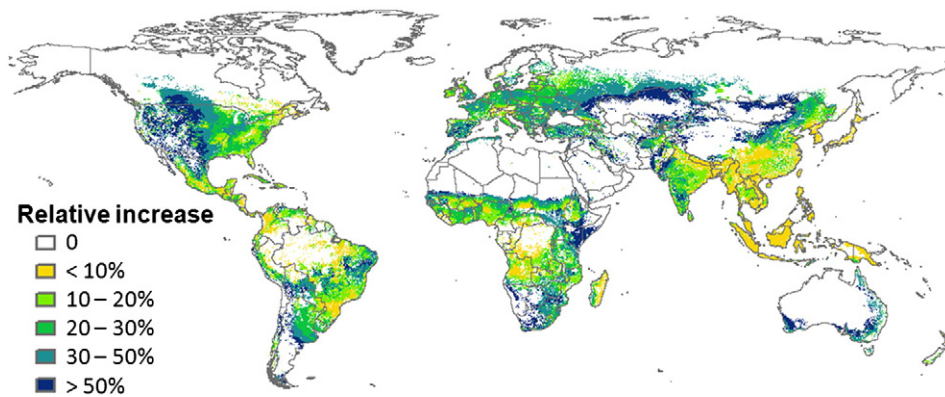 Relative increase
0
< 10%
10 – 20%
20 – 30%
30 – 50%
> 50%